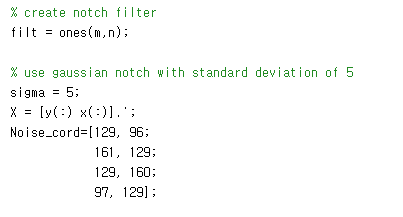 % create notch filter
filt = ones(m,n);
% use gaussian notch with standard deviation of 5
sigma = 5;
X = [y(:) x(:)].';
Noise_cord=[129, 96;
161, 129;
129, 160;
97, 129];